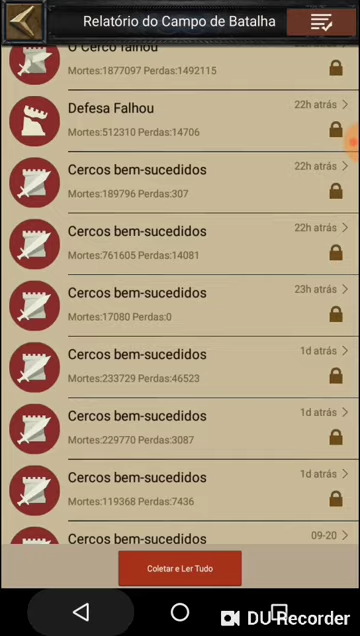 Relatório do Campo de Batalha
O Cerco falhou
Mortes:1877097 Perdas:1492115
Defesa Falhou
22h atrás
Mortes:512310 Perdas:14706
Cercos bem-sucedidos
22h atrás
Mortes:189796 Perdas:307
Cercos bem-sucedidos
22h atrás
Mortes:761605 Perdas:14081
Cercos bem-sucedidos
23h atrás
Mortes:17080 Perdas:0
Cercos bem-sucedidos
1d atrás
Mortes:233729 Perdas:46523
Cercos bem-sucedidos
1d atrás
Mortes:229770 Perdas:3087
Cercos bem-sucedidos
1d atrás
Mortes:119368 Perdas:7436
Cercos bem-sucedidos
09-20
Coletar e Ler Tudo
DU Recorder